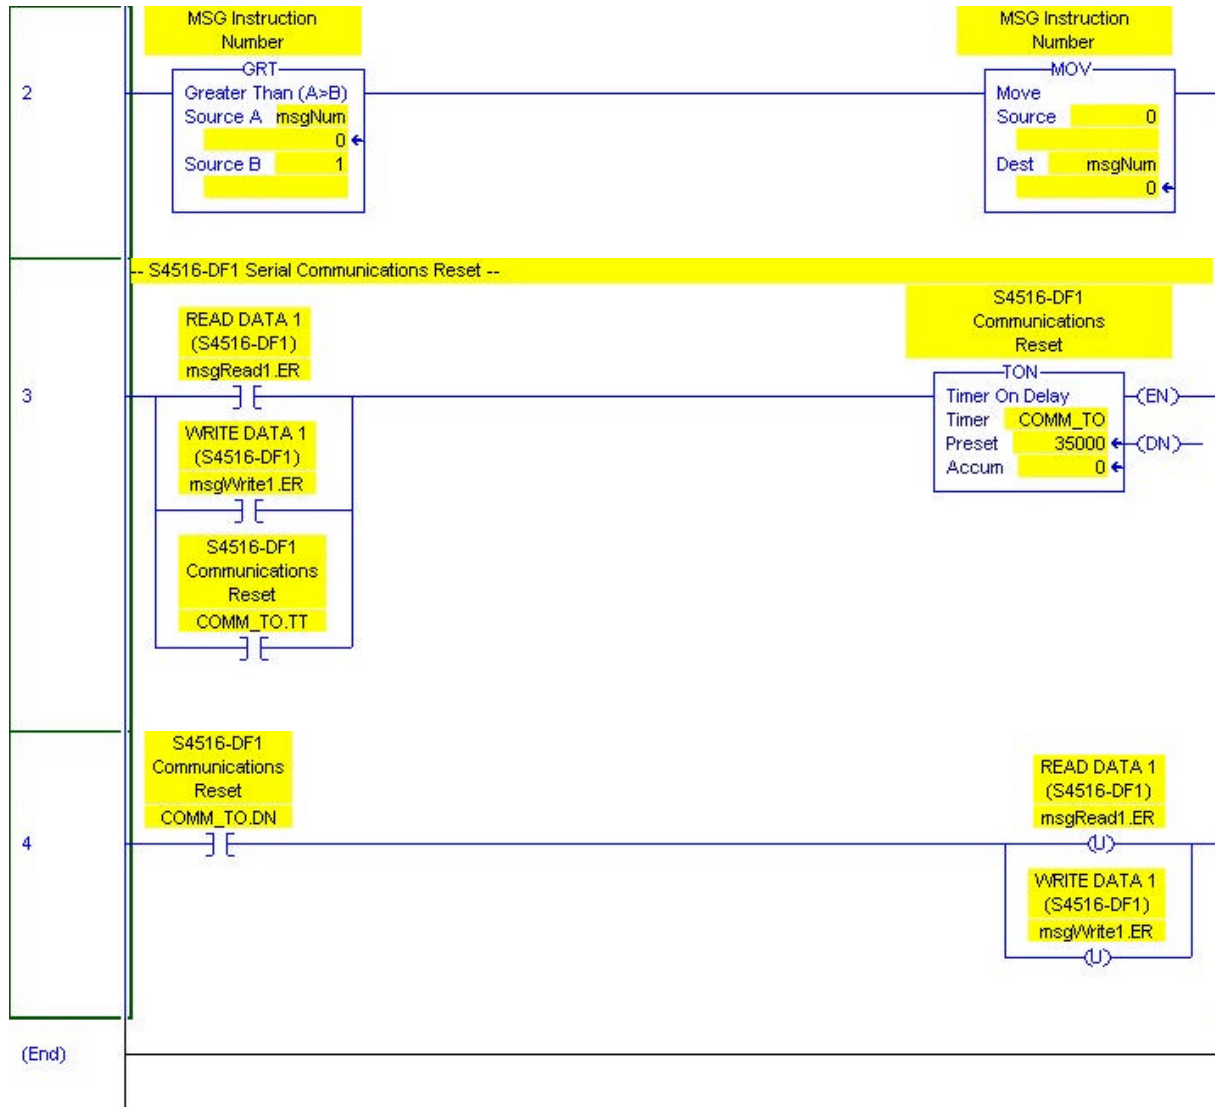 MSG Instruction
Number
GRT
Greater Than (A>B)
Source A msgNum
0
Source B 1
MSG Instruction
Number
MOV
Move
Source 0
Dest msgNum
0
2
-- S4516-DF1 Serial Communications Reset --
3
READ DATA 1
(S4516-DF1)
msgRead1.ER
WRITE DATA 1
(S4516-DF1)
msgWrite1.ER
S4516-DF1
Communications
Reset
COMM_TO.TT
S4516-DF1
Communications
Reset
TON
Timer On Delay
(EN)
Timer COMM_TO
Preset 35000
(DN)
Accum 0
4
S4516-DF1
Communications
Reset
COMM_TO.DN
READ DATA 1
(S4516-DF1)
msgRead1.ER
(U)
WRITE DATA 1
(S4516-DF1)
msgWrite1.ER
(U)
(End)